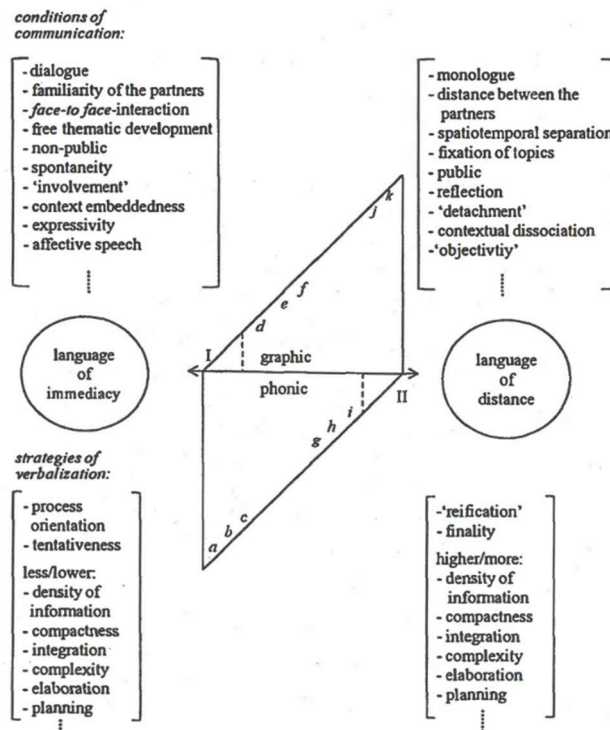 conditions of
communication:
- dialogue
- familiarity of the partners
- face-to face-interaction
- free thematic development
- non-public
- spontaneity
- ‘involvement’
- context embeddedness
- expressivity
- affective speech
- monologue
- distance between the
partners
- spatiotemporal separation
- fixation of topics
- public
- reflection
- ‘detachment’
- contextual dissociation
-‘objectivtiy’
k
j
f
e
d
I
graphic
phonic
II
i
h
g
c
b
a
language
of
immediacy
language
of
distance
strategies of
verbalization:
- process
orientation
- tentativeness
less/lower:
- density of
information
- compactness
- integration
- complexity
- elaboration
- planning
-‘reification’
- finality
higher/more:
- density of
information
- compactness
- integration
- complexity
- elaboration
- planning